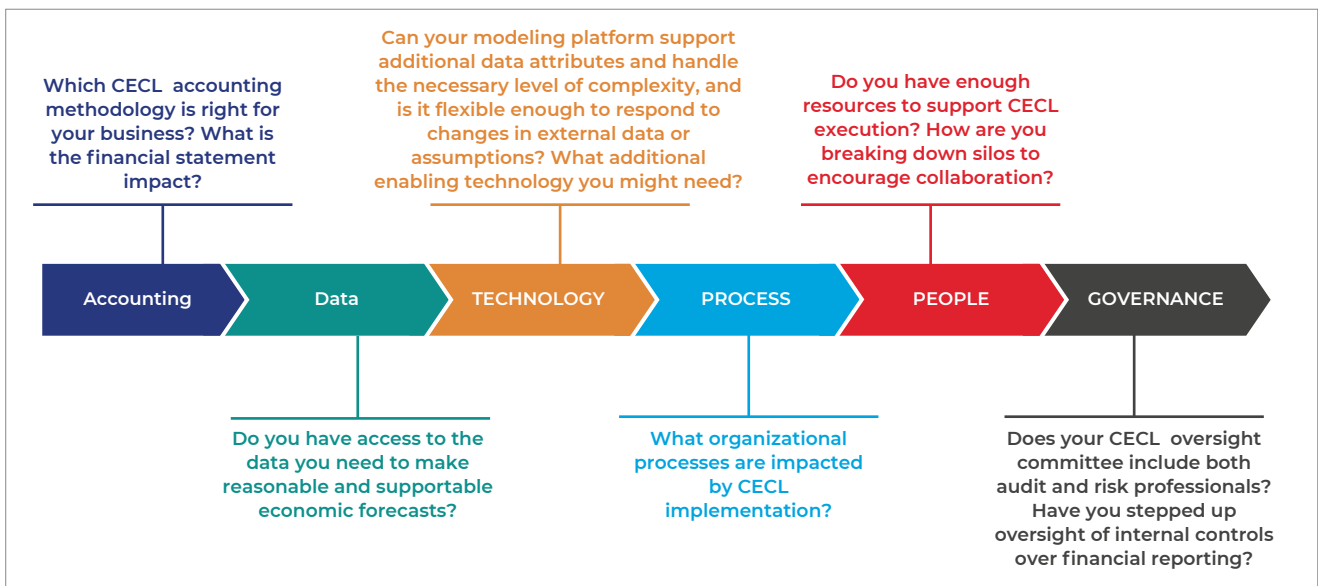 Can your modeling platform support
additional data attributes and handle
the necessary level of complexity, and
is it flexible enough to respond to
changes in external data or
assumptions? What additional
enabling technology you might need?
Which CECL accounting
methodology is right for
your business? What is
the financial statement
impact?
Do you have enough
resources to support CECL
execution? How are you
breaking down silos to
encourage collaboration?
Accounting
Data
TECHNOLOGY
PROCESS
PEOPLE
GOVERNANCE
Do you have access to the
data you need to make
reasonable and supportable
economic forecasts?
What organizational
processes are impacted
by CECL
implementation?
Does your CECL oversight
committee include both
audit and risk professionals?
Have you stepped up
oversight of internal controls
over financial reporting?